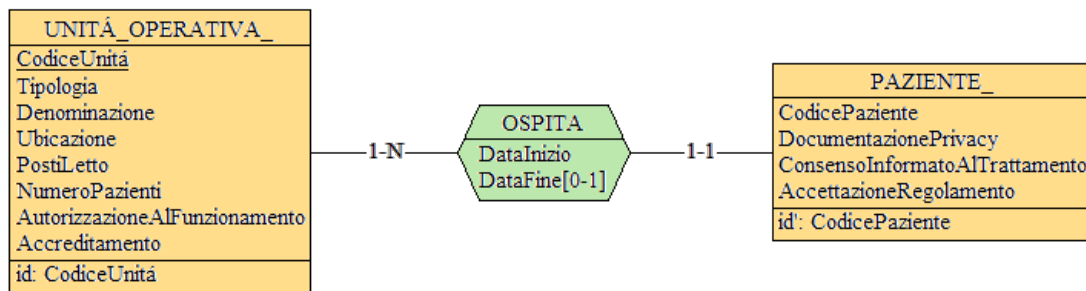 UNITÁ_OPERATIVA_
CodiceUnitá
Tipologia
Denominazione
Ubicazione
PostiLetto
NumeroPazienti
AutorizzazioneAlFunzionamento
Accreditamento
id: CodiceUnitá
1-N
OSPITA
DataInizio
DataFine[0-1]
1-1
PAZIENTE_
CodicePaziente
DocumentazionePrivacy
ConsensoInformatoAlTrattamento
AccettazioneRegolamento
id': CodicePaziente